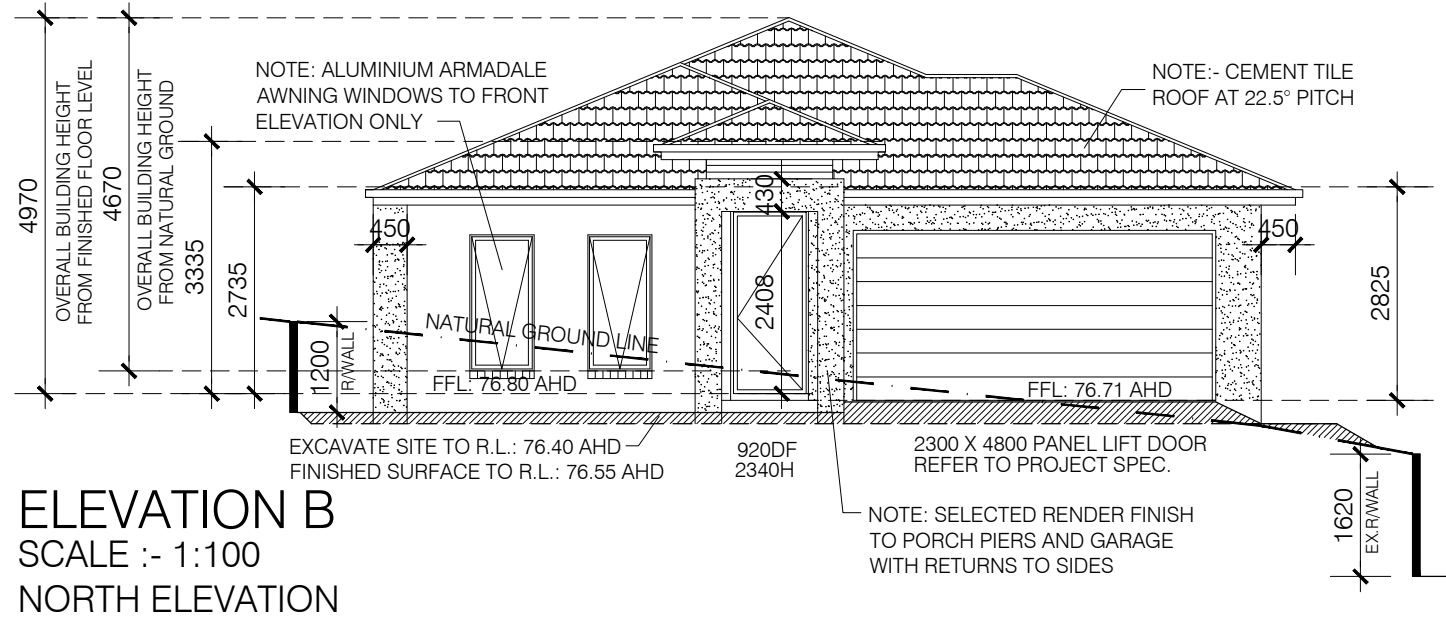 4970
OVERALL BUILDING HEIGHT
FROM FINISHED FLOOR LEVEL
4670
OVERALL BUILDING HEIGHT
FROM NATURAL GROUND
3335
2735
NOTE: ALUMINIUM ARMADALE
AWNING WINDOWS TO FRONT
ELEVATION ONLY
NOTE:- CEMENT TILE
ROOF AT 22.5° PITCH
450
430
450
2408
2825
1200
R/WALL
NATURAL GROUND LINE
FFL: 76.80 AHD
FFL: 76.71 AHD
EXCAVATE SITE TO R.L.: 76.40 AHD
FINISHED SURFACE TO R.L.: 76.55 AHD
920DF
2340H
2300 X 4800 PANEL LIFT DOOR
REFER TO PROJECT SPEC.
NOTE: SELECTED RENDER FINISH
TO PORCH PIERS AND GARAGE
WITH RETURNS TO SIDES
1620
EX.R/WALL
ELEVATION B
SCALE :- 1:100
NORTH ELEVATION